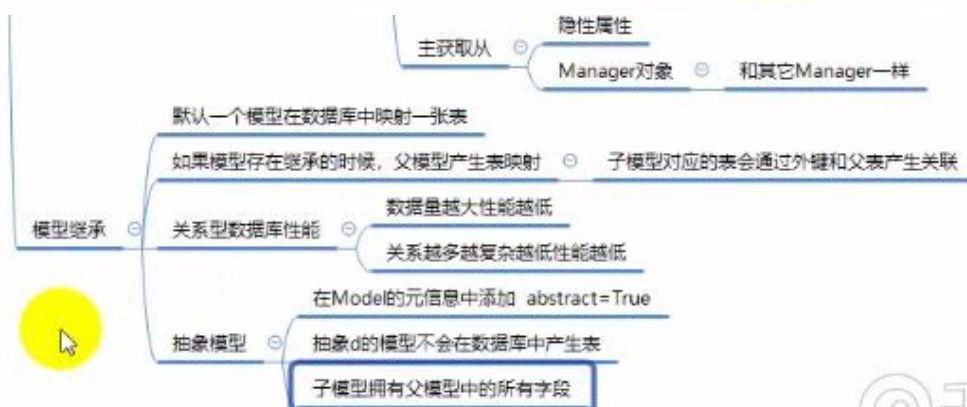 隐性属性
主获取从
Manager对象
和其它Manager一样
默认一个模型在数据库中映射一张表
如果模型存在继承的时候，父模型产生表映射
子模型对应的表会通过外键和父表产生关联
模型继承
关系型数据库性能
数据量越大性能越低
关系越多越复杂越低性能越低
在Model的元信息中添加 abstract=True
抽象模型
抽象d的模型不会在数据库中产生表
子模型拥有父模型中的所有字段